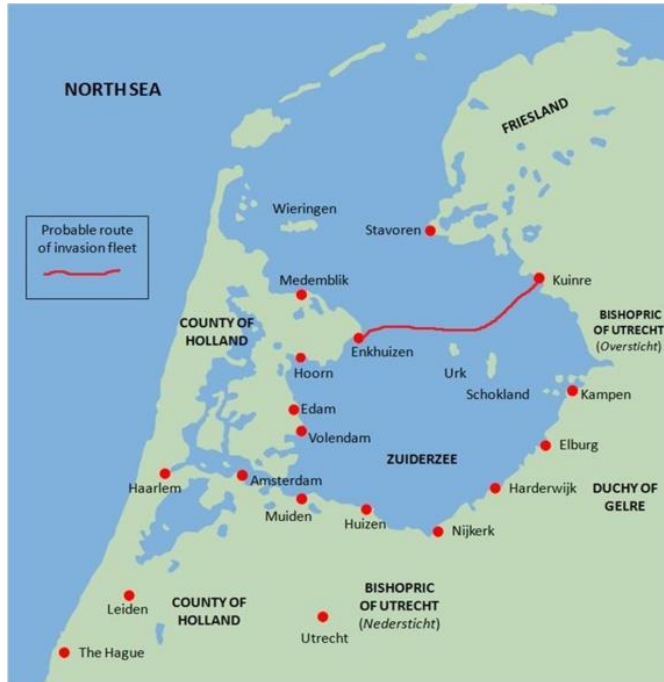 NORTH SEA
FRIESLAND
Probable route
of invasion fleet
Wieringen
Stavoren
Medemblik
Kuinre
COUNTY OF
HOLLAND
BISHOPRIC
OF UTRECHT
(Oversticht)
Enkhuizen
Hoorn
Urk
Schokland
Kampen
Edam
Volendam
Elburg
ZUIDERZEE
Haarlem
Amsterdam
Harderwijk
DUCHY OF
GELRE
Muiden
Huizen
Nijkerk
Leiden
COUNTY OF
HOLLAND
BISHOPRIC
OF UTRECHT
(Nedersticht)
Utrecht
The Hague